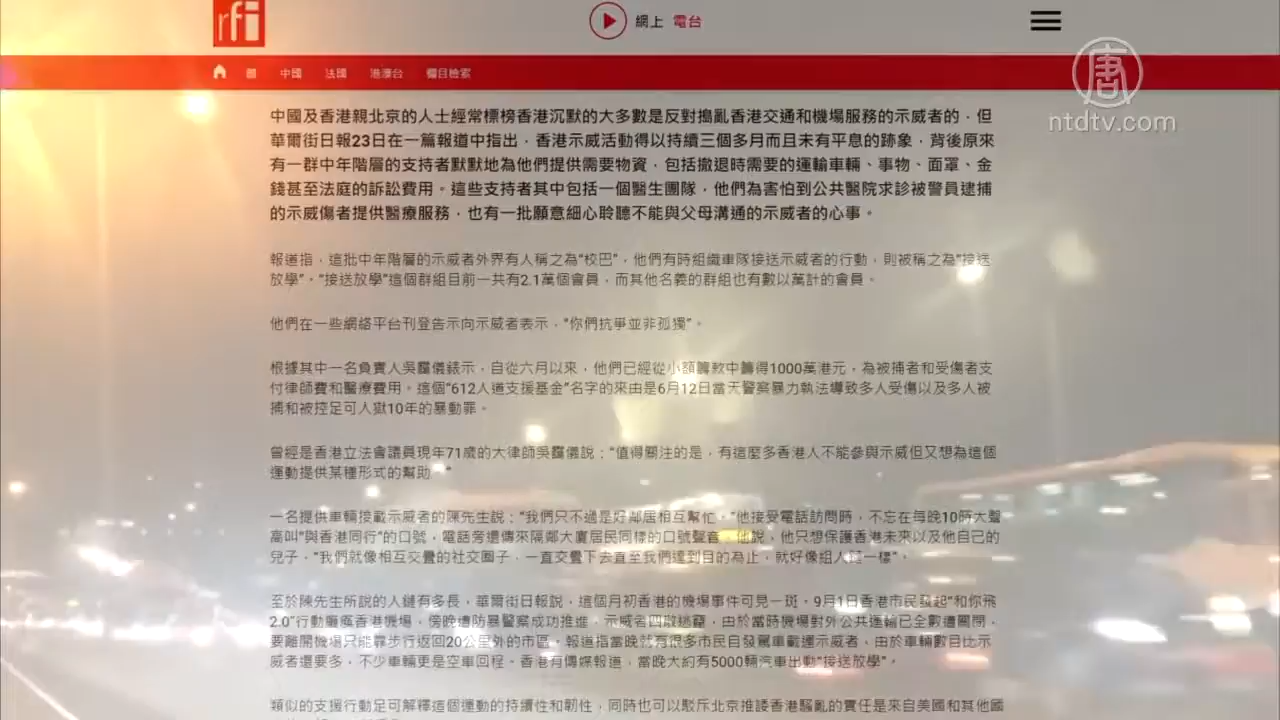 rfi
網上 電台
唐
ntdtv.com
中國 法國 港澳台 欄目檢索
中國及香港親北京的人士經常標榜香港沉默的大多數是反對搗亂香港交通和機場服務的示威者的，但
華爾街日報23日在一篇報道中指出，香港示威活動得以持續三個多月而且未有平息的跡象，背後原來
有一群中年階層的支持者默默地為他們提供需要物資，包括撤退時需要的運輸車輛、事物、面罩、金
錢甚至法庭的訴訟費用。這些支持者其中包括一個醫生團隊，他們為害怕到公共醫院求診被警員逮捕
的示威傷者提供醫療服務，也有一批願意細心聆聽不能與父母溝通的示威者的心事。
報道指，這批中年階層的示威者外界有人稱之為“校巴”，他們有時組織車隊接送示威者的行動，則被稱之為“接送
放學”。“接送放學”這個群組目前一共有2.1萬個會員，而其他名義的群組也有數以萬計的會員。
他們在一些網絡平台刊登告示向示威者表示，“你們抗爭並非孤獨”。
根據其中一名負責人吳靄儀錶示，自從六月以來，他們已經從小額籌款中籌得1000萬港元，為被捕者和受傷者支
付律師費和醫療費用。這個“612人道支援基金”名字的來由是6月12日當天警察暴力執法導致多人受傷以及多人被
捕和被控足可入獄10年的暴動罪。
曾經是香港立法會議員現年71歲的大律師吳靄儀說：“值得關注的是，有這麼多香港人不能參與示威但又想為這個
運動提供某種形式的幫助。”
一名提供車輛接載示威者的陳先生說：“我們只不過是好鄰居相互幫忙。”他接受電話訪問時，不忘在每晚10時大聲
高叫“與香港同行”的口號，電話旁還傳來隔鄰大廈居民同樣的口號聲音。他說，他只想保護香港未來以及他自己的
兒子，“我們就像相互交疊的社交圈子，一直交疊下去直至我們達到目的為止，就好像組人鏈一樣”。
至於陳先生所說的人鏈有多長，華爾街日報說，這個月初香港的機場事件可見一斑。9月1日香港市民發起“和你飛
2.0”行動癱瘓香港機場，傍晚遭防暴警察成功推進，示威者四散逃竄，由於當時機場對外公共運輸已全數遭關閉，
要離開機場只能靠步行返回20公里外的市區。報道指當晚就有很多市民自發駕車載運示威者，由於車輛數目比示
威者還要多，不少車輛更是空車回程。香港有傳媒報道，當晚大約有5000輛汽車出動“接送放學”。
類似的支援行動足可解釋這個運動的持續性和韌性，同時也可以駁斥北京推諉香港騷亂的責任是來自美國和其他國